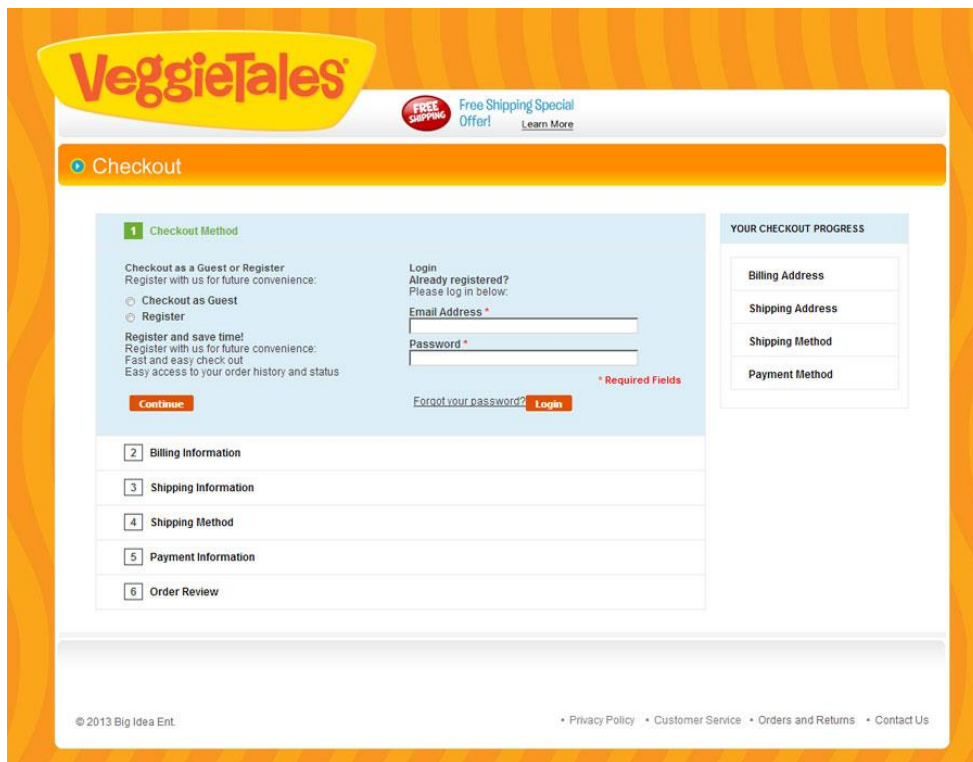 VeggieTales®
FREE SHIPPING
Free Shipping Special
Offer! Learn More
Checkout
1 Checkout Method
Checkout as a Guest or Register
Register with us for future convenience:
Checkout as Guest
Register
Register and save time!
Register with us for future convenience:
Fast and easy check out
Easy access to your order history and status
Continue
Login
Already registered?
Please log in below:
Email Address *
Password *
* Required Fields
Forgot your password? Login
2 Billing Information
3 Shipping Information
4 Shipping Method
5 Payment Information
6 Order Review
YOUR CHECKOUT PROGRESS
Billing Address
Shipping Address
Shipping Method
Payment Method
© 2013 Big Idea Ent. • Privacy Policy • Customer Service • Orders and Returns • Contact Us